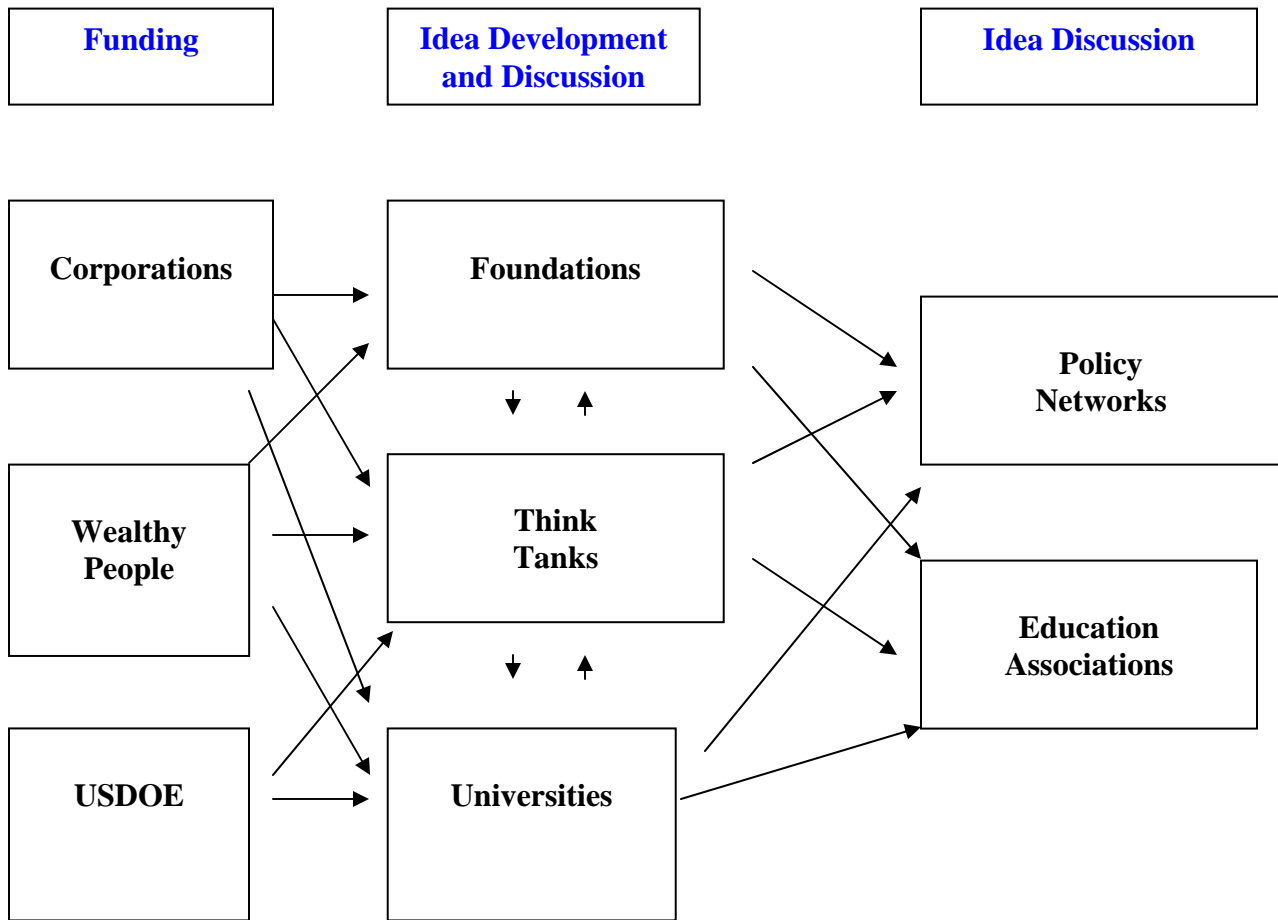 Funding
Idea Development
and Discussion
Idea Discussion
Corporations
Foundations
Policy
Networks
Wealthy
People
Think
Tanks
Education
Associations
USDOE
Universities